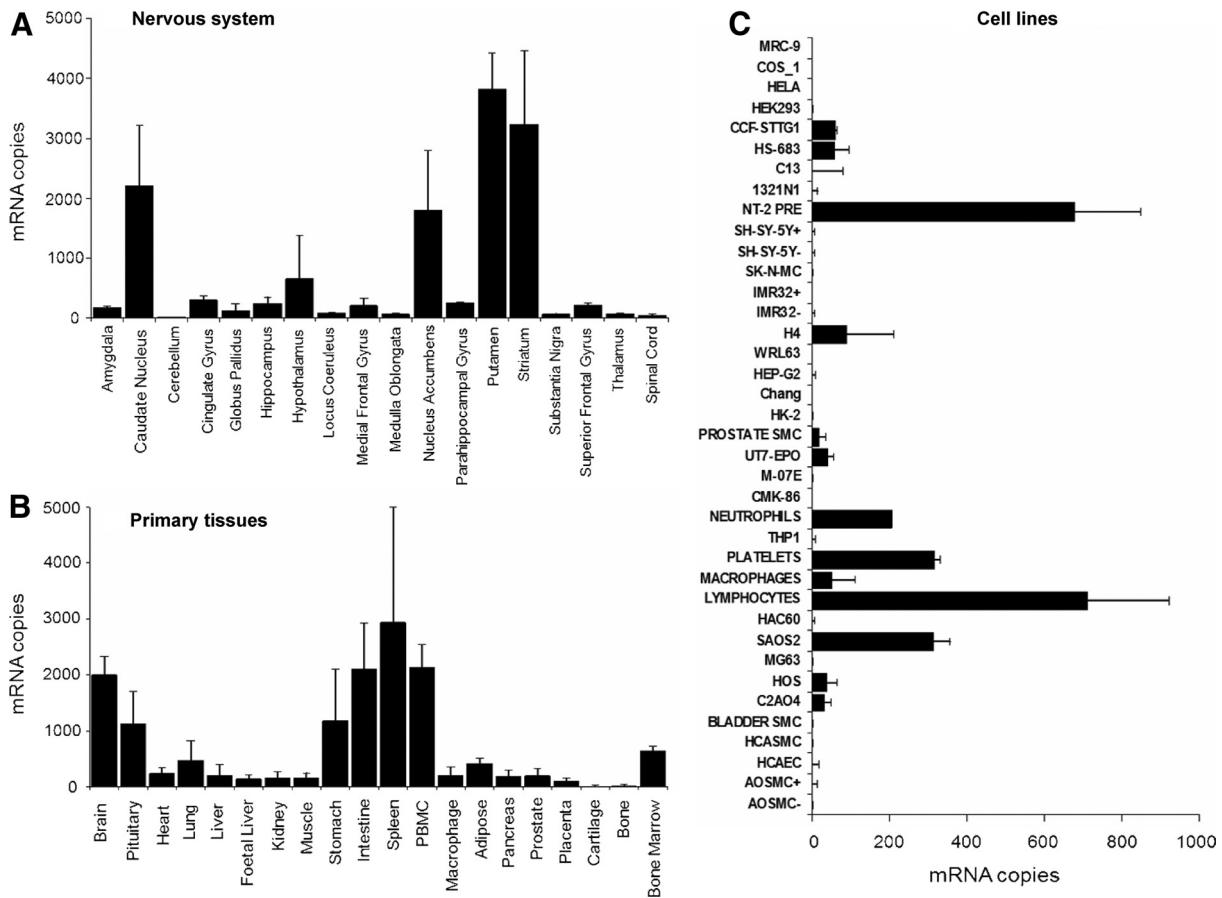 A
Nervous system
mRNA copies
5000
4000
3000
2000
1000
0
Amygdala
Caudate Nucleus
Cerebellum
Cingulate Gyrus
Globus Pallidus
Hippocampus
Hypothalamus
Locus Coeruleus
Medial Frontal Gyrus
Medulla Oblongata
Nucleus Accumbens
Parahippocampal Gyrus
Putamen
Striatum
Substantia Nigra
Superior Frontal Gyrus
Thalamus
Spinal Cord
B
Primary tissues
mRNA copies
5000
4000
3000
2000
1000
0
Brain
Pituitary
Heart
Lung
Liver
Foetal Liver
Kidney
Muscle
Stomach
Intestine
Spleen
PBMC
Macrophage
Adipose
Pancreas
Prostate
Placenta
Cartilage
Bone
Bone Marrow
C
Cell lines
MRC-9
COS_1
HELA
HEK293
CCF-STTG1
HS-683
C13
1321N1
NT-2 PRE
SH-SY-5Y+
SH-SY-5Y-
SK-N-MC
IMR32+
IMR32-
H4
WRL63
HEP-G2
Chang
HK-2
PROSTATE SMC
UT7-EPO
M-07E
CMK-86
NEUTROPHILS
THP1
PLATELETS
MACROPHAGES
LYMPHOCYTES
HAC60
SAOS2
MG63
HOS
C2AO4
BLADDER SMC
HCASMC
HCAEC
AOSMC+
AOSMC-
0 200 400 600 800 1000
mRNA copies